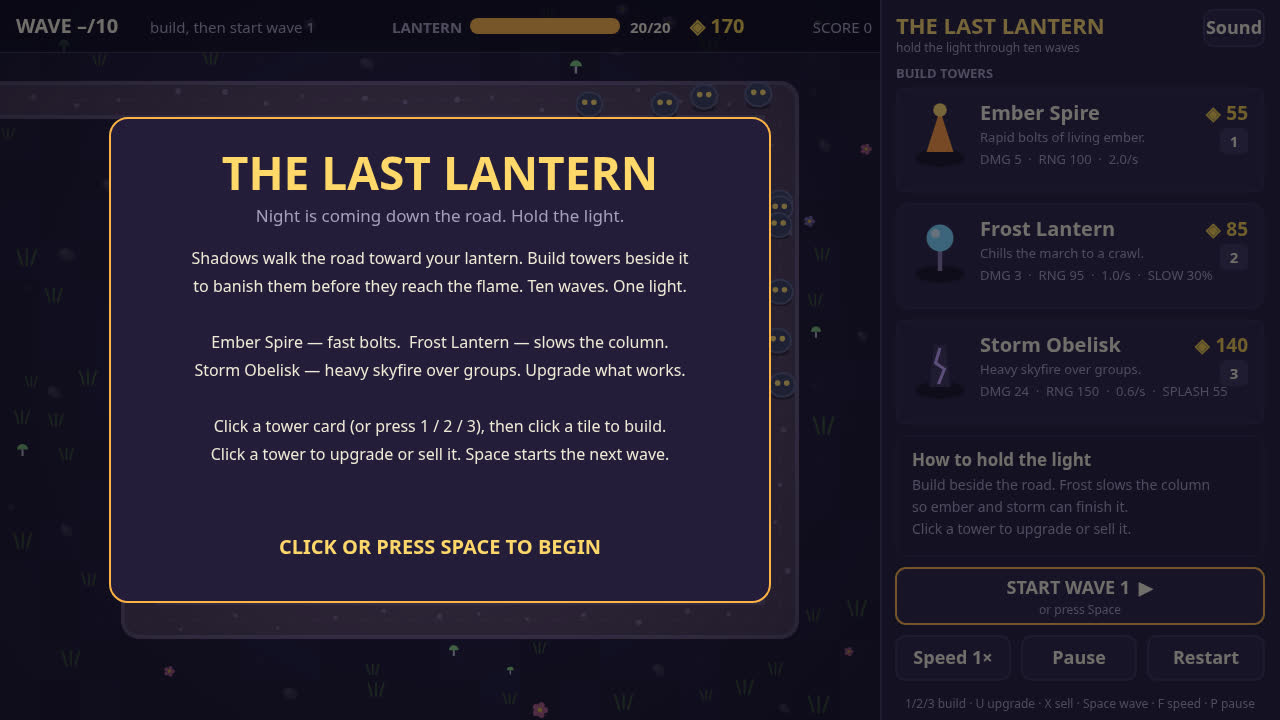 WAVE –/10
build, then start wave 1
LANTERN
20/20
◈ 170
SCORE 0
THE LAST LANTERN
Night is coming down the road. Hold the light.
Shadows walk the road toward your lantern. Build towers beside it
to banish them before they reach the flame. Ten waves. One light.
Ember Spire — fast bolts. Frost Lantern — slows the column.
Storm Obelisk — heavy skyfire over groups. Upgrade what works.
Click a tower card (or press 1 / 2 / 3), then click a tile to build.
Click a tower to upgrade or sell it. Space starts the next wave.
CLICK OR PRESS SPACE TO BEGIN
THE LAST LANTERN
Sound
hold the light through ten waves
BUILD TOWERS
Ember Spire
◈ 55
Rapid bolts of living ember.
1
DMG 5 · RNG 100 · 2.0/s
Frost Lantern
◈ 85
Chills the march to a crawl.
2
DMG 3 · RNG 95 · 1.0/s · SLOW 30%
Storm Obelisk
◈ 140
Heavy skyfire over groups.
3
DMG 24 · RNG 150 · 0.6/s · SPLASH 55
How to hold the light
Build beside the road. Frost slows the column
so ember and storm can finish it.
Click a tower to upgrade or sell it.
START WAVE 1 ▶
or press Space
Speed 1×
Pause
Restart
1/2/3 build · U upgrade · X sell · Space wave · F speed · P pause